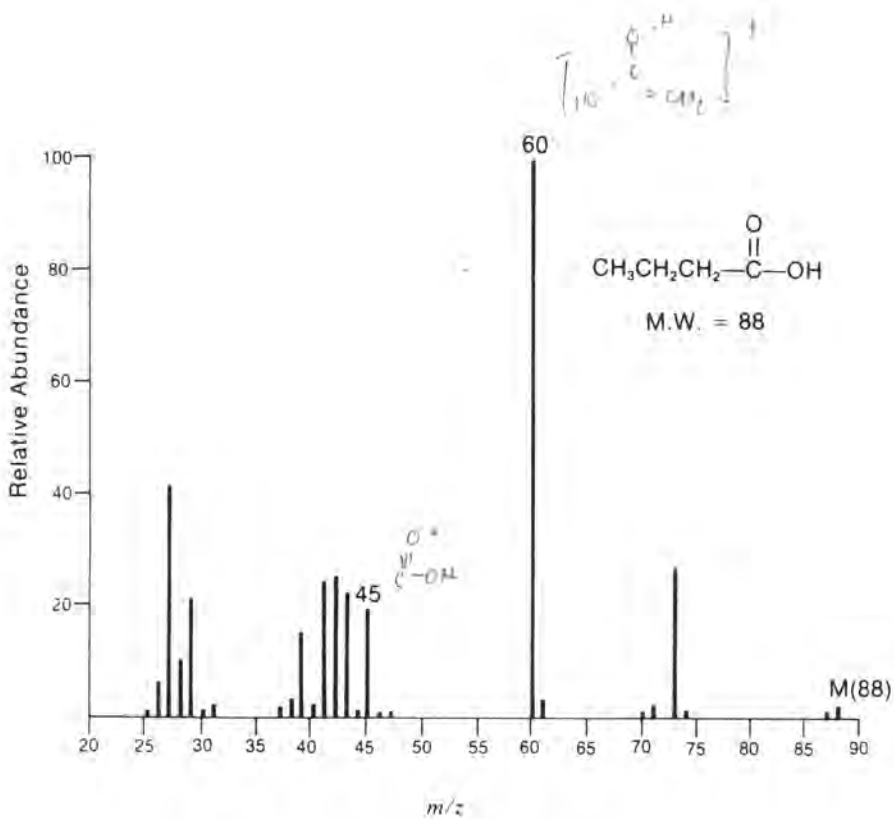 60
100
80
60
40
20
Relative Abundance
O
CH₃CH₂CH₂—C—OH
M.W. = 88
O
C-OH
45
M(88)
20 25 30 35 40 45 50 55 60 65 70 75 80 85 90
m/z